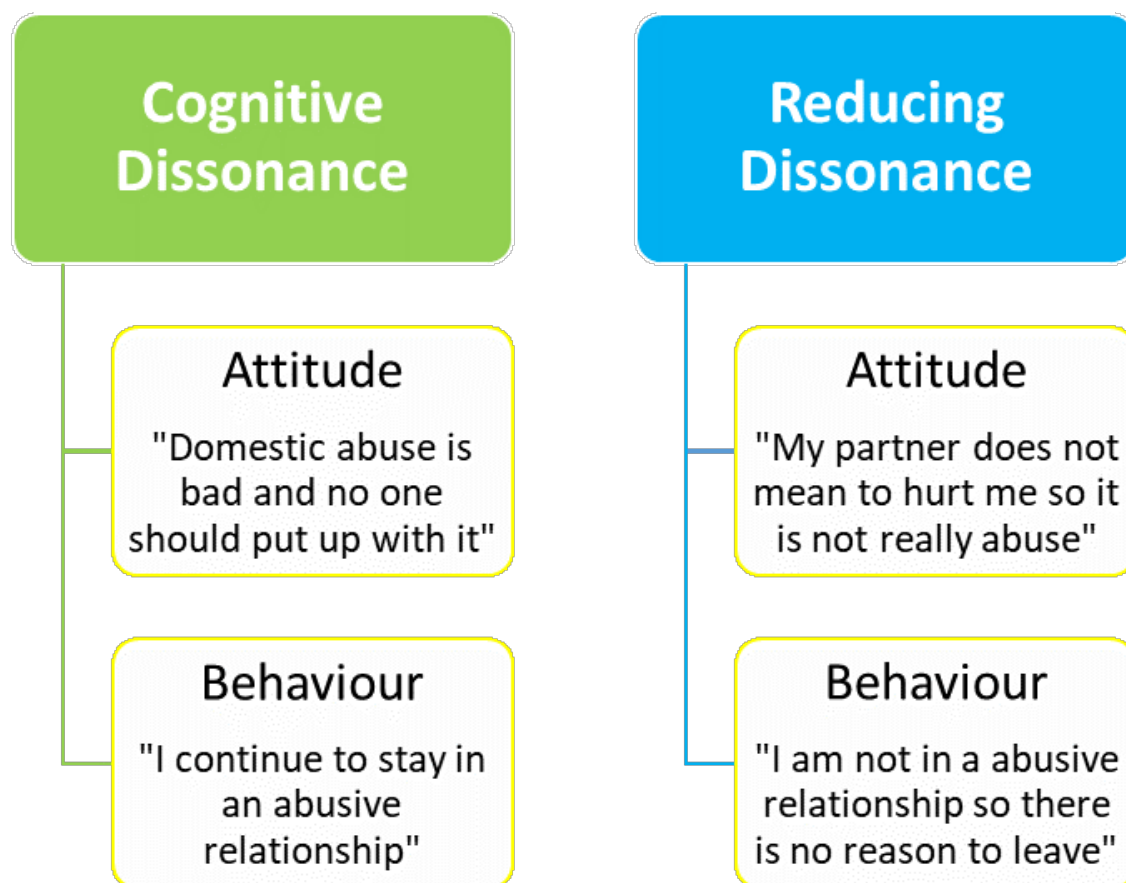 Cognitive
Dissonance
Attitude
"Domestic abuse is
bad and no one
should put up with it"
Behaviour
"I continue to stay in
an abusive
relationship"
Reducing
Dissonance
Attitude
"My partner does not
mean to hurt me so it
is not really abuse"
Behaviour
"I am not in a abusive
relationship so there
is no reason to leave"